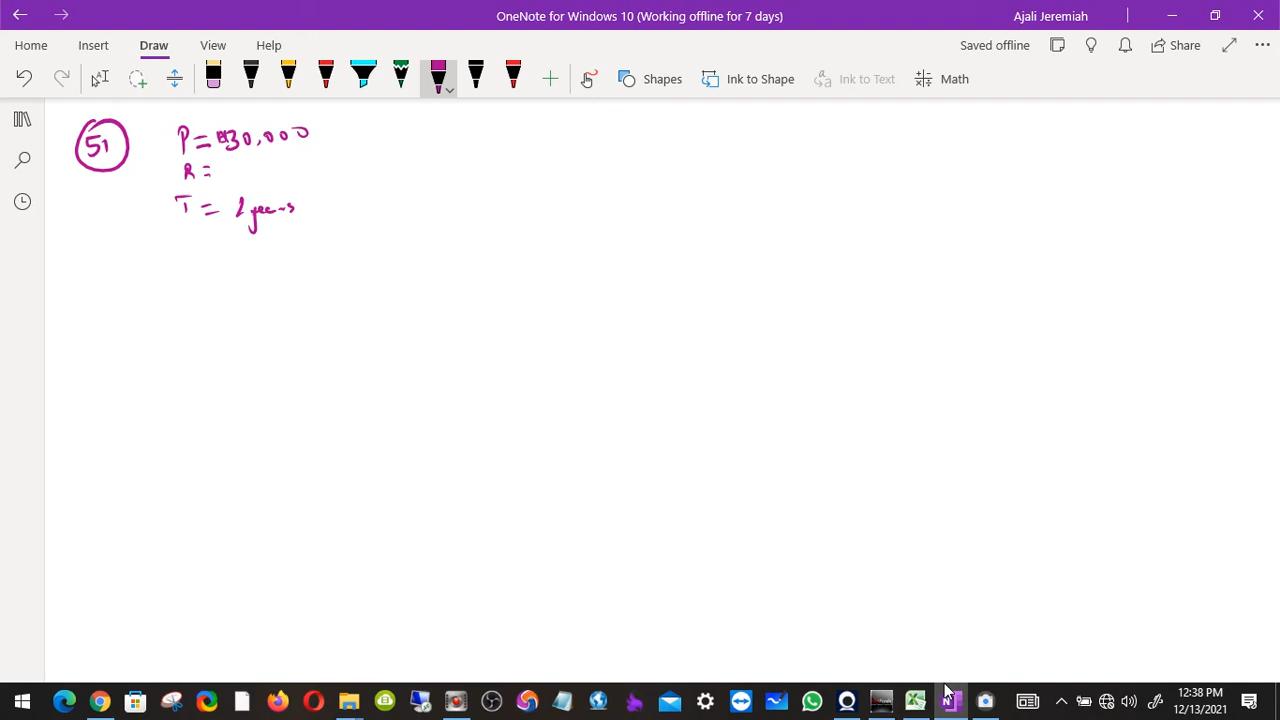 OneNote for Windows 10 (Working offline for 7 days)
Ajali Jeremiah
Home Insert Draw View Help
Saved offline
Share
Shapes
Ink to Shape
Ink to Text
Math
51 P = ₦30,000
R =
T = 2 years
12:38 PM
12/13/2021